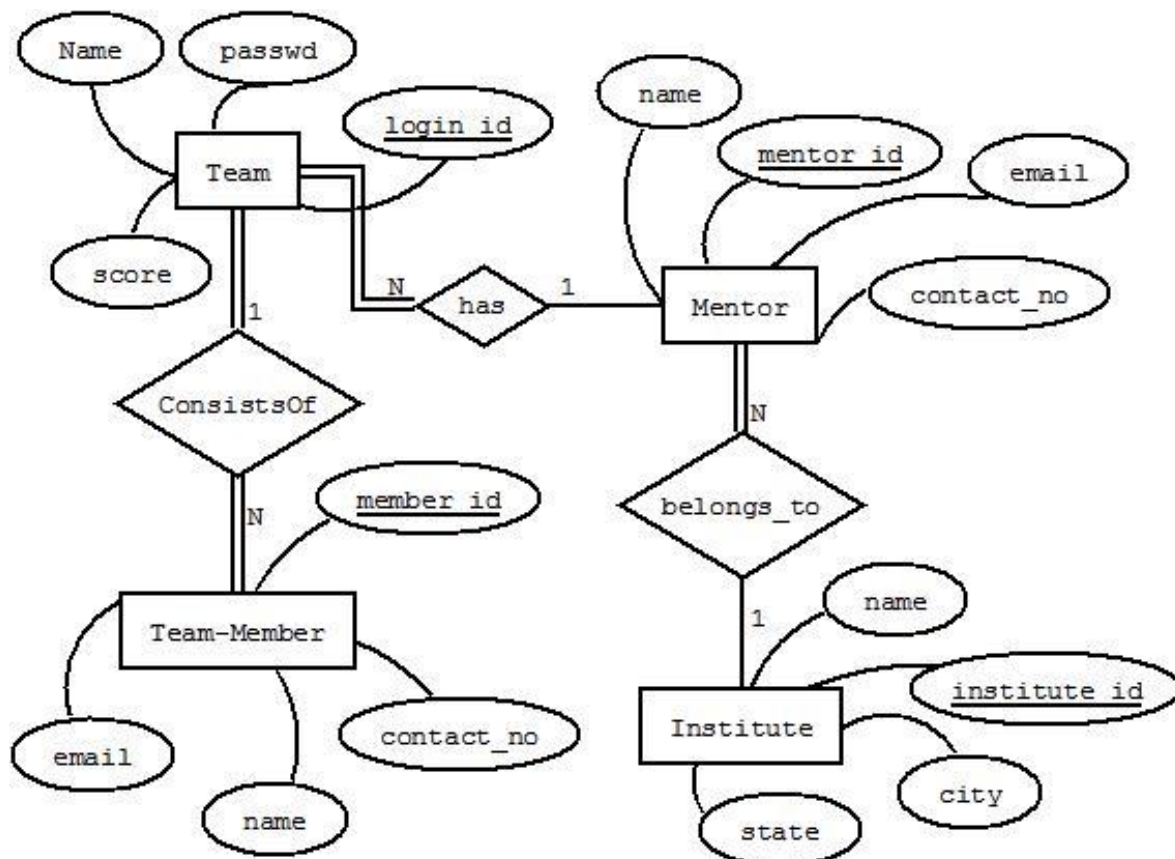 Name
passwd
name
login_id
mentor_id
email
Team
score
N
has
1
Mentor
contact_no
1
ConsistsOf
N
member_id
belongs_to
N
name
1
Team-Member
institute_id
email
contact_no
Institute
name
city
state